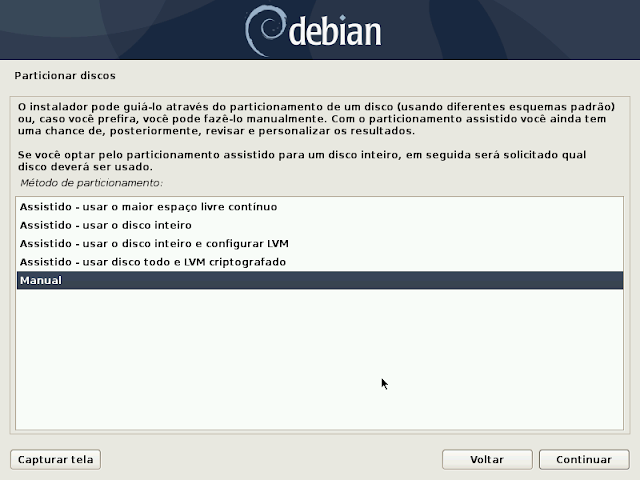 debian
Particionar discos
O instalador pode guiá-lo através do particionamento de um disco (usando diferentes esquemas padrão)
ou, caso você prefira, você pode fazê-lo manualmente. Com o particionamento assistido você ainda tem
uma chance de, posteriormente, revisar e personalizar os resultados.
Se você optar pelo particionamento assistido para um disco inteiro, em seguida será solicitado qual
disco deverá ser usado.
Método de particionamento:
Assistido - usar o maior espaço livre contínuo
Assistido - usar o disco inteiro
Assistido - usar o disco inteiro e configurar LVM
Assistido - usar disco todo e LVM criptografado
Manual
Capturar tela
Voltar
Continuar